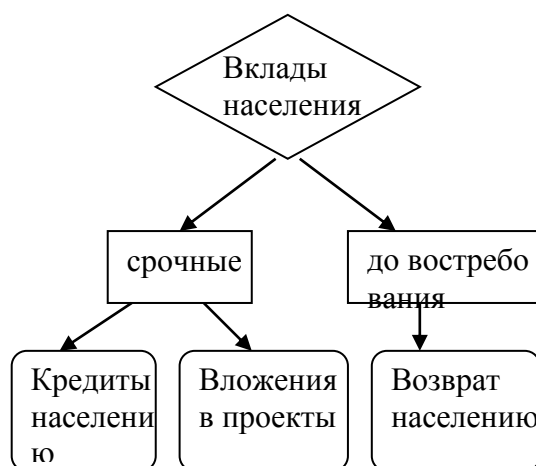 Вклады
населения
срочные
до востребо
вания
Кредиты
населени
ю
Вложения
в проекты
Возврат
населению